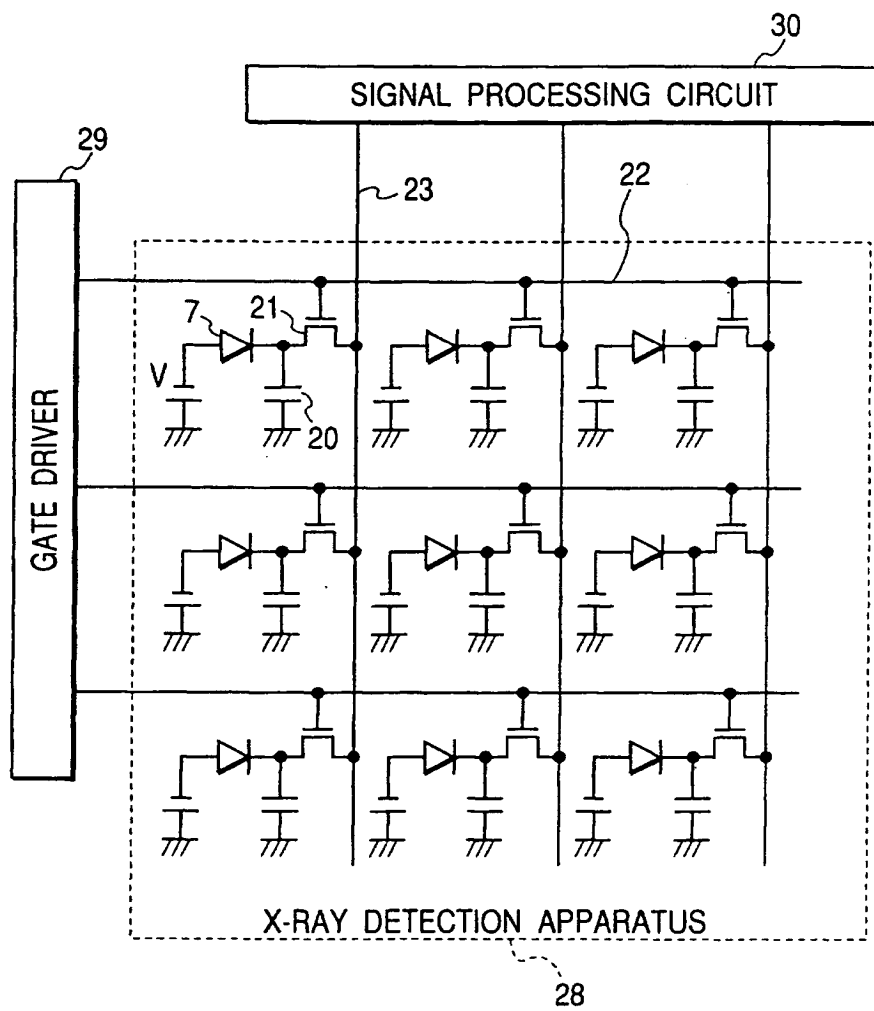 30
SIGNAL PROCESSING CIRCUIT
29
23
22
7
21
V
20
GATE DRIVER
X-RAY DETECTION APPARATUS
28